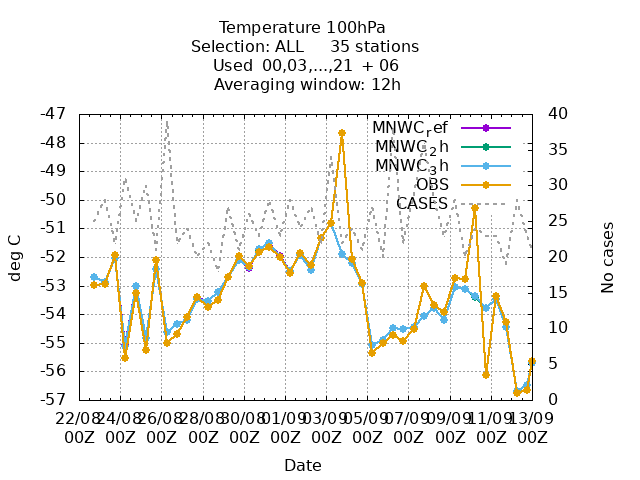 Temperature 100hPa
Selection: ALL 35 stations
Used 00,03,...,21 + 06
Averaging window: 12h
-47 40
MNWC_ref
-48
MNWC_2h
-49 35
MNWC_3h
OBS
-50 30
CASES
-51 25
-52
deg C No cases
-53 20
-54 15
-55 10
-56 5
-57 0
22/08 24/08 26/08 28/08 30/08 01/09 03/09 05/09 07/09 09/09 11/09 13/09
00Z 00Z 00Z 00Z 00Z 00Z 00Z 00Z 00Z 00Z 00Z 00Z
Date